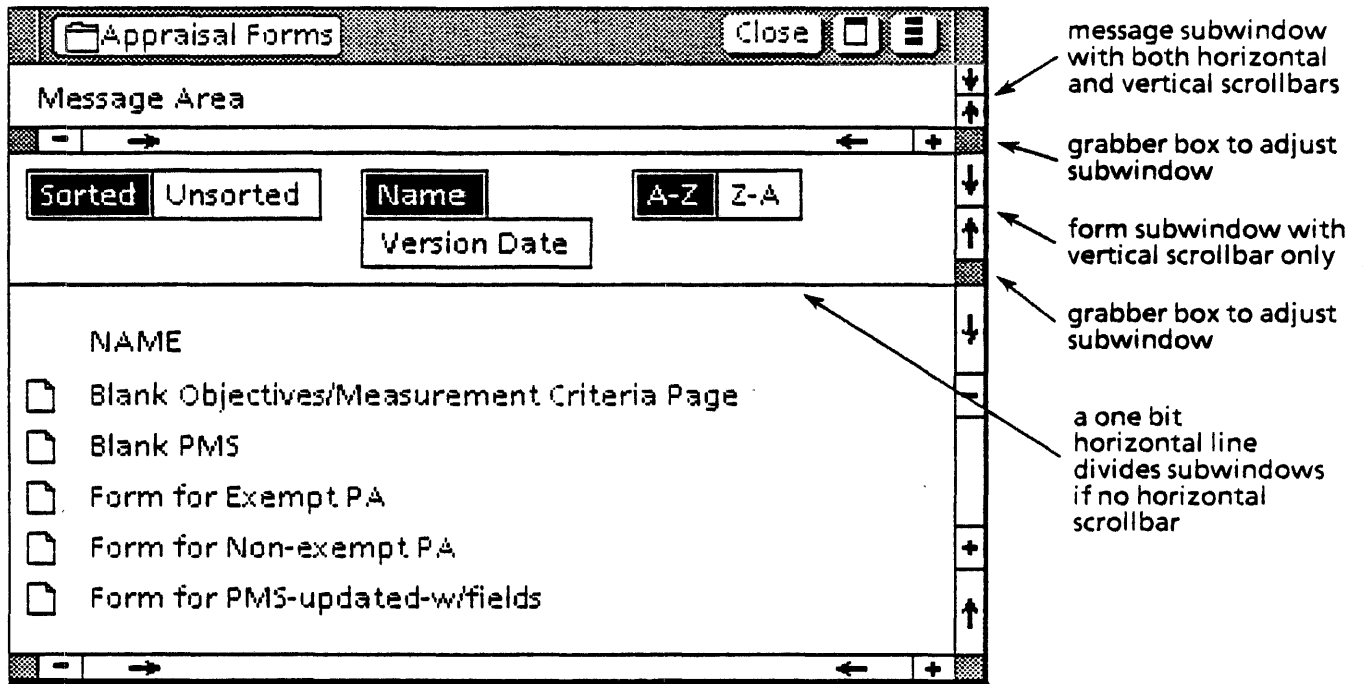 Appraisal Forms Close
Message Area
- + 
Sorted Unsorted Name A-Z Z-A
Version Date
NAME
Blank Objectives/Measurement Criteria Page
Blank PMS
Form for Exempt PA
Form for Non-exempt PA
Form for PMS-updated-w/fields
-
+
- +
message subwindow
with both horizontal
and vertical scrollbars
grabber box to adjust
subwindow
form subwindow with
vertical scrollbar only
grabber box to adjust
subwindow
a one bit
horizontal line
divides subwindows
if no horizontal
scrollbar